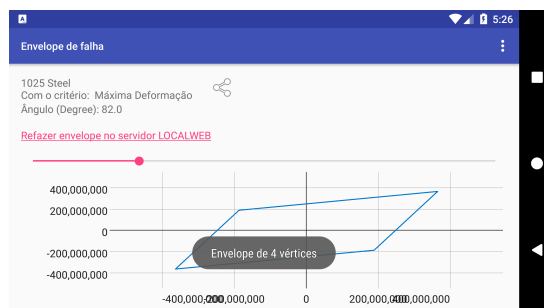 A
5:26
Envelope de falha
1025 Steel
Com o critério: Máxima Deformação
Ângulo (Degree): 82.0
Refazer envelope no servidor LOCALWEB
400,000,000
200,000,000
0
-200,000,000
-400,000,000
Envelope de 4 vértices
-400,000,000 -200,000,000 0 200,000,000 400,000,000